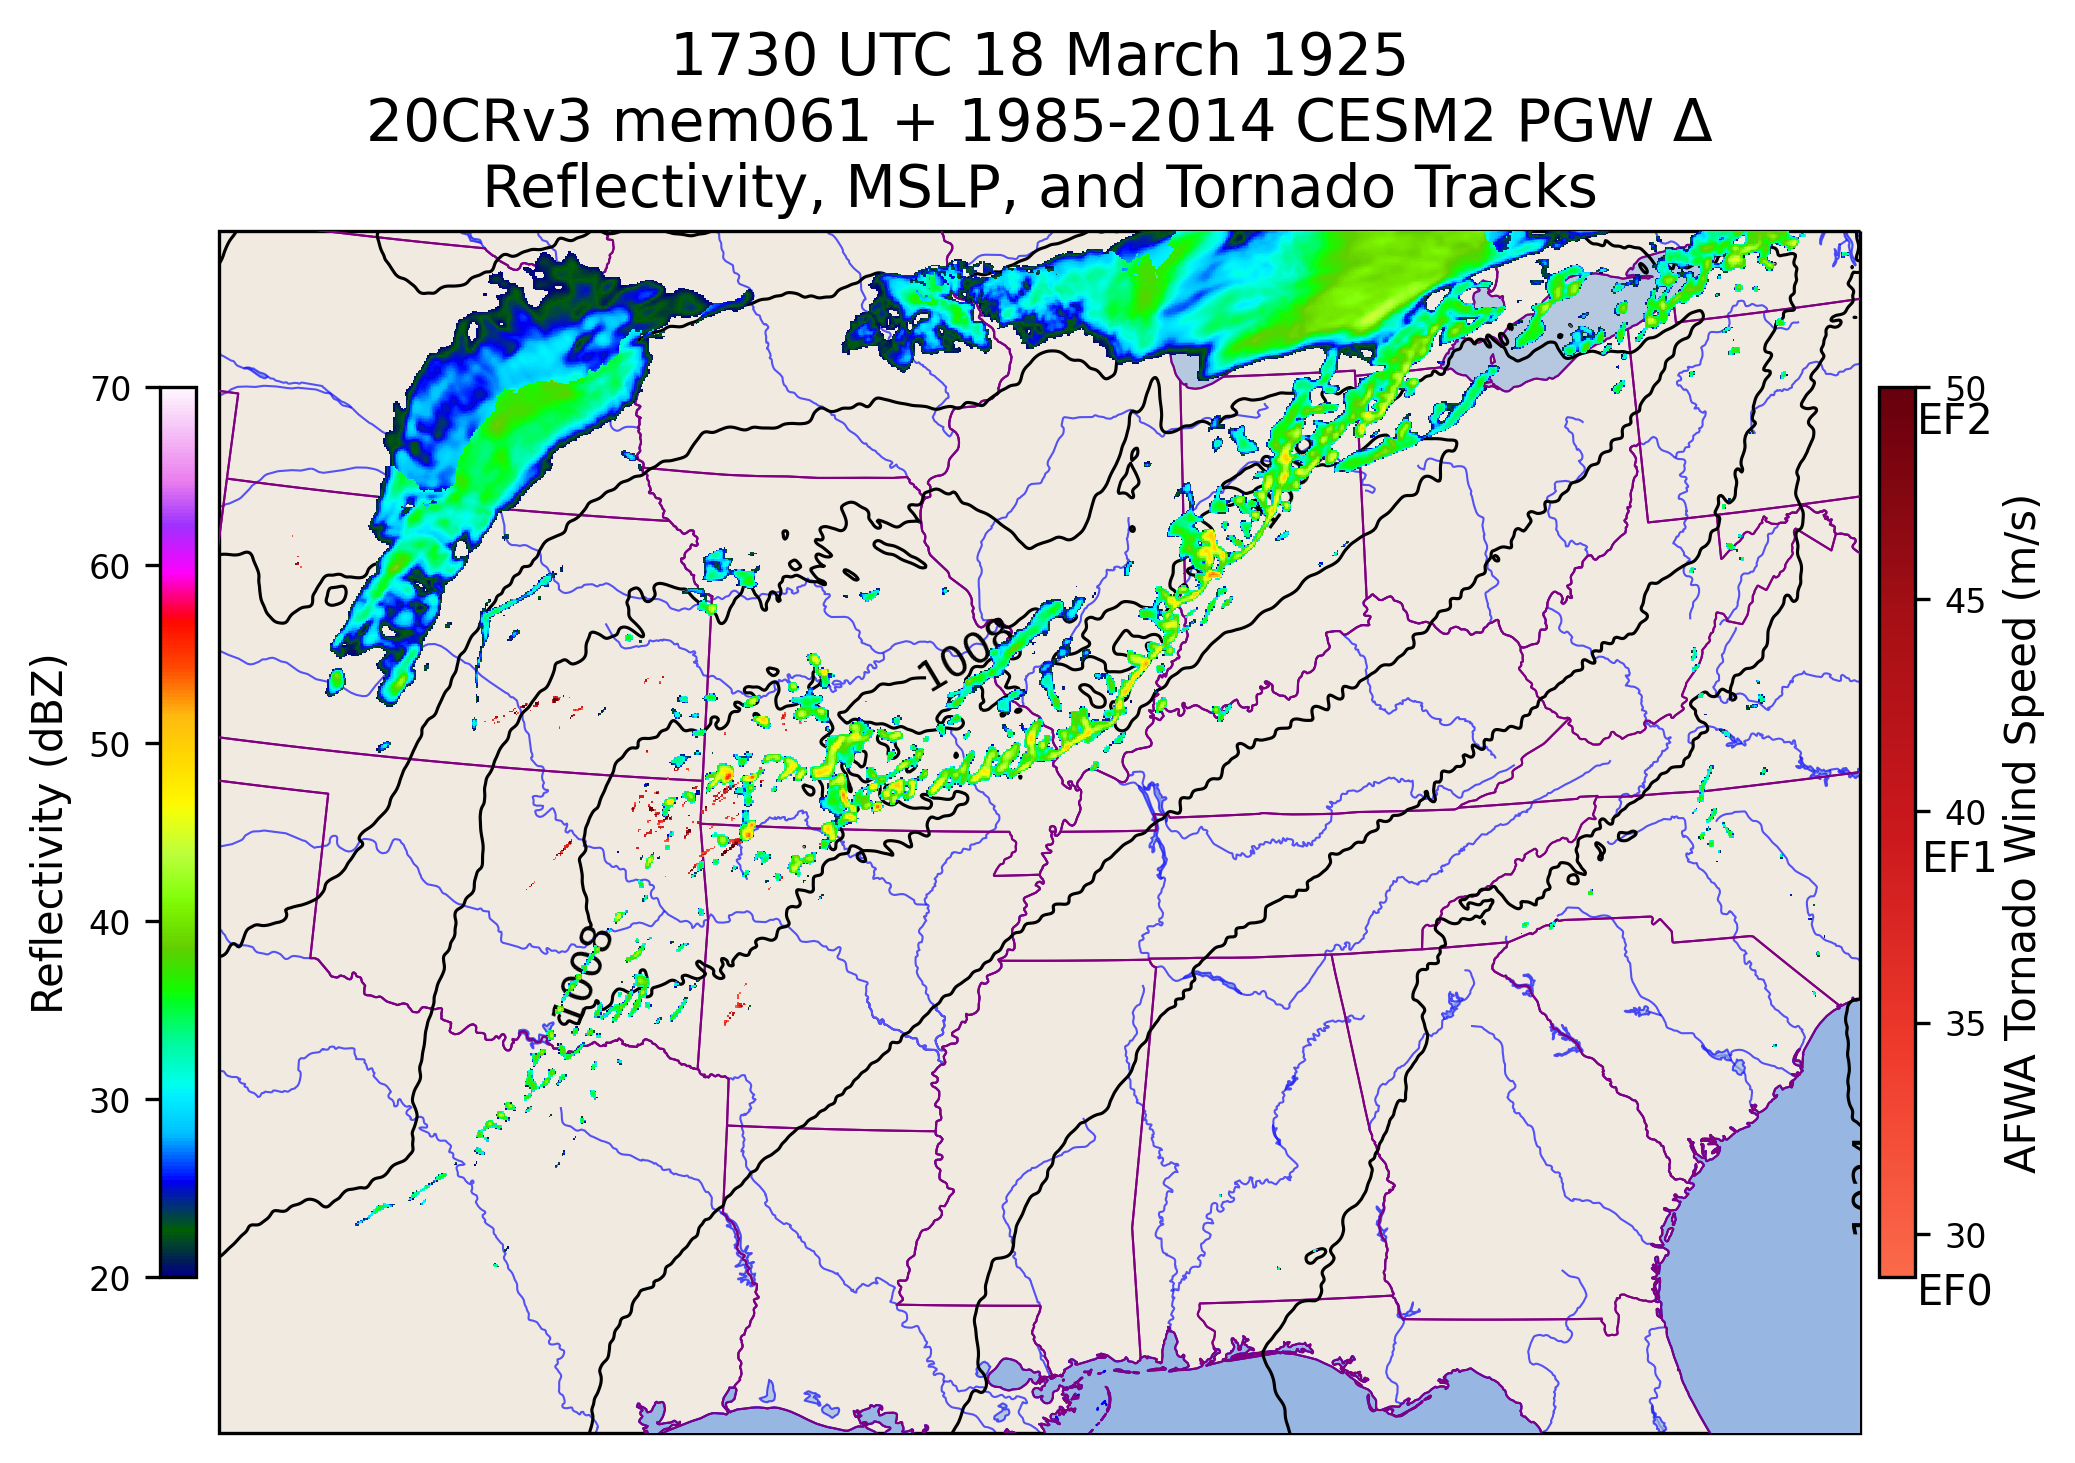 1730 UTC 18 March 1925
20CRv3 mem061 + 1985-2014 CESM2 PGW Δ
Reflectivity, MSLP, and Tornado Tracks
Reflectivity (dBZ)
70
60
50
40
30
20
1008
1008
50
EF2
45
40
EF1
35
30
EF0
AFWA Tornado Wind Speed (m/s)